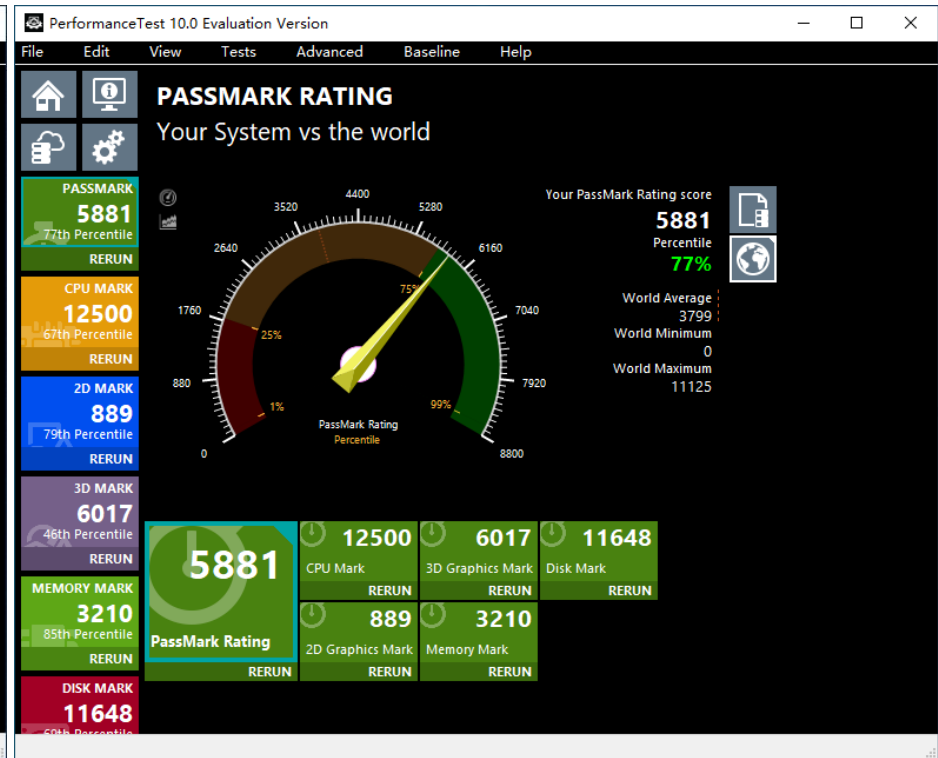 PerformanceTest 10.0 Evaluation Version
File Edit View Tests Advanced Baseline Help
PASSMARK RATING
Your System vs the world
PASSMARK
5881
77th Percentile
RERUN
CPU MARK
12500
67th Percentile
RERUN
2D MARK
889
79th Percentile
RERUN
3D MARK
6017
46th Percentile
RERUN
MEMORY MARK
3210
85th Percentile
RERUN
DISK MARK
11648
69th Percentile
0
880
1760
2640
3520
4400
5280
6160
7040
7920
8800
1%
25%
75%
99%
PassMark Rating
Percentile
Your PassMark Rating score
5881
Percentile
77%
World Average
3799
World Minimum
0
World Maximum
11125
5881
PassMark Rating
RERUN
12500
CPU Mark
RERUN
6017
3D Graphics Mark
RERUN
11648
Disk Mark
RERUN
889
2D Graphics Mark
RERUN
3210
Memory Mark
RERUN